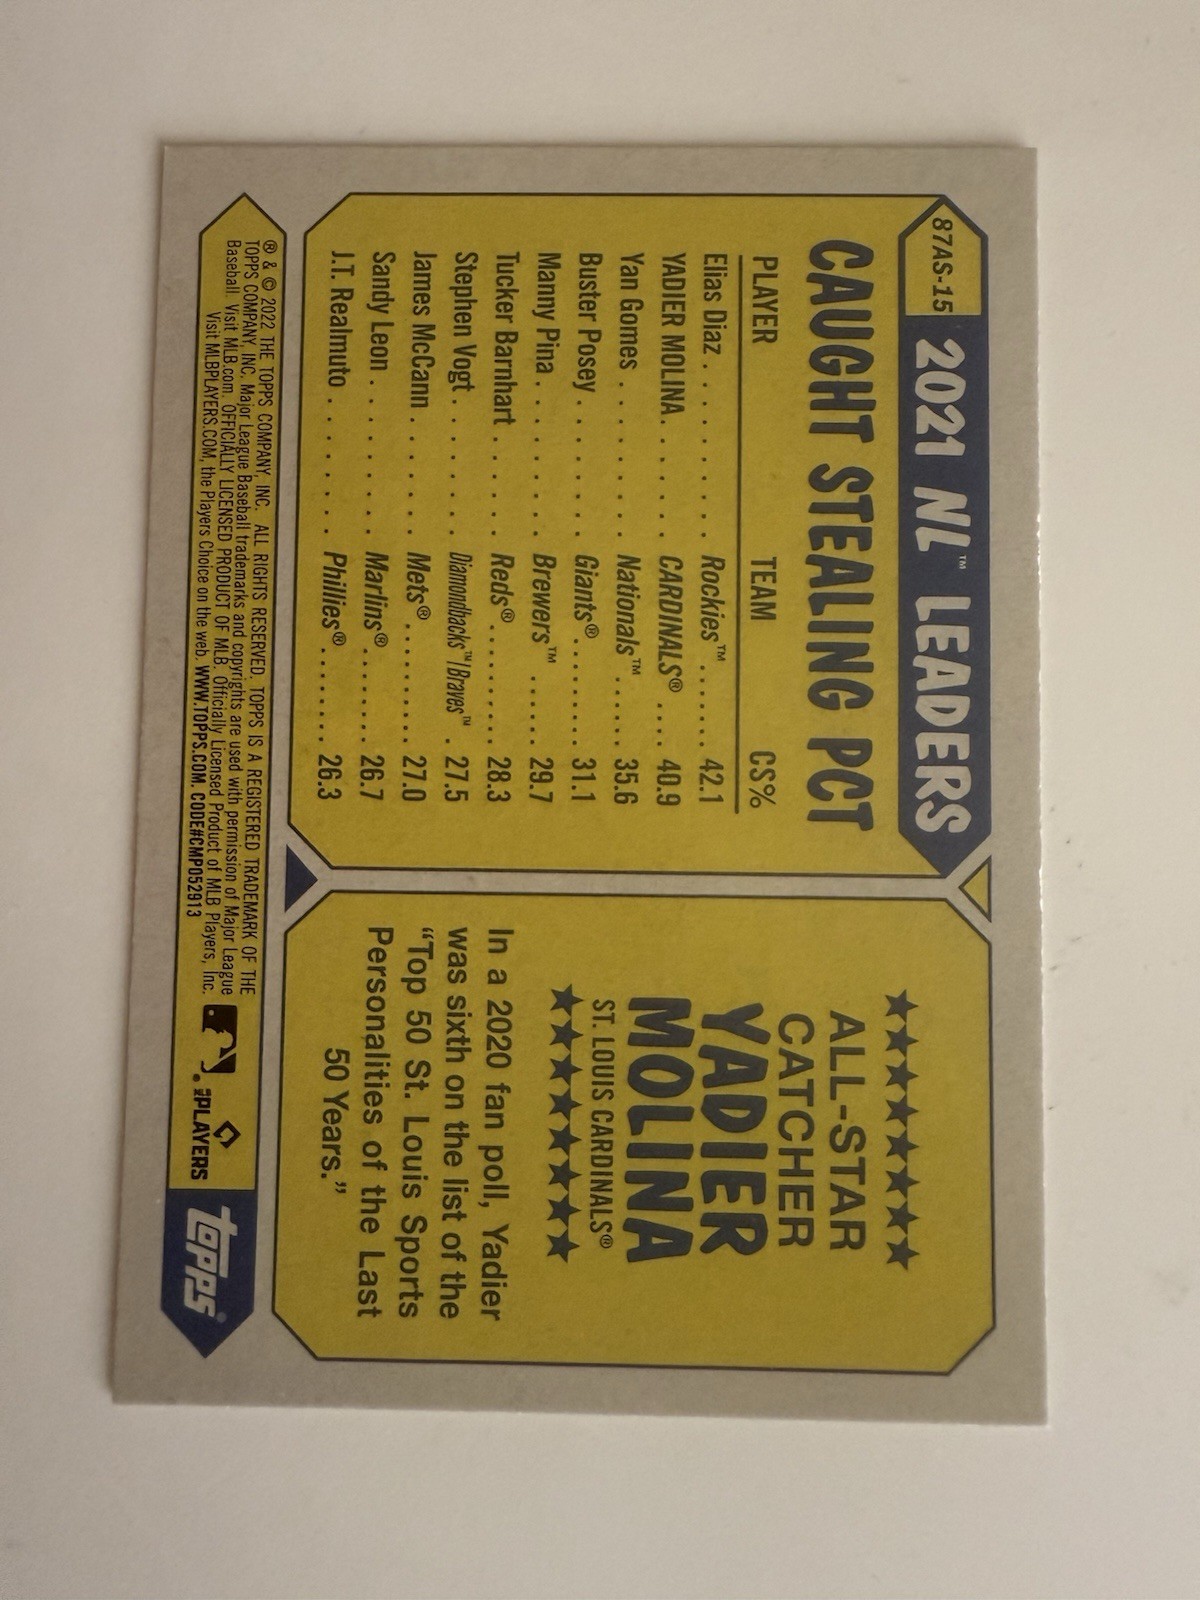 87AS-15
2021 NL™ LEADERS
CAUGHT STEALING PCT
PLAYER TEAM CS%
Elias Diaz . . . . . . . . . Rockies™ . . . . . . . 42.1
YADIER MOLINA. . . . . . CARDINALS® . . . . 40.9
Yan Gomes . . . . . . . . Nationals™ . . . . . . 35.6
Buster Posey. . . . . . . Giants® . . . . . . . . . 31.1
Manny Pina . . . . . . . . Brewers™ . . . . . . 29.7
Tucker Barnhart . . . . . Reds® . . . . . . . . . 28.3
Stephen Vogt. . . . . . . Diamondbacks™/Braves™ . 27.5
James McCann . . . . . . Mets® . . . . . . . . . 27.0
Sandy Leon . . . . . . . . Marlins® . . . . . . . . 26.7
J.T. Realmuto. . . . . . . Phillies® . . . . . . . . 26.3
ALL-STAR
CATCHER
YADIER
MOLINA
ST. LOUIS CARDINALS®
In a 2020 fan poll, Yadier
was sixth on the list of the
“Top 50 St. Louis Sports
Personalities of the Last
50 Years.”
® & © 2022 THE TOPPS COMPANY, INC. ALL RIGHTS RESERVED. TOPPS IS A REGISTERED TRADEMARK OF THE
TOPPS COMPANY, INC. Major League Baseball trademarks and copyrights are used with permission of Major League
Baseball. Visit MLB.com. OFFICIALLY LICENSED PRODUCT OF MLB. Officially Licensed Product of MLB Players, Inc.
Visit MLBPLAYERS.COM, the Players Choice on the web. WWW.TOPPS.COM. CODE#CMP052913
MLB PLAYERS
topps®